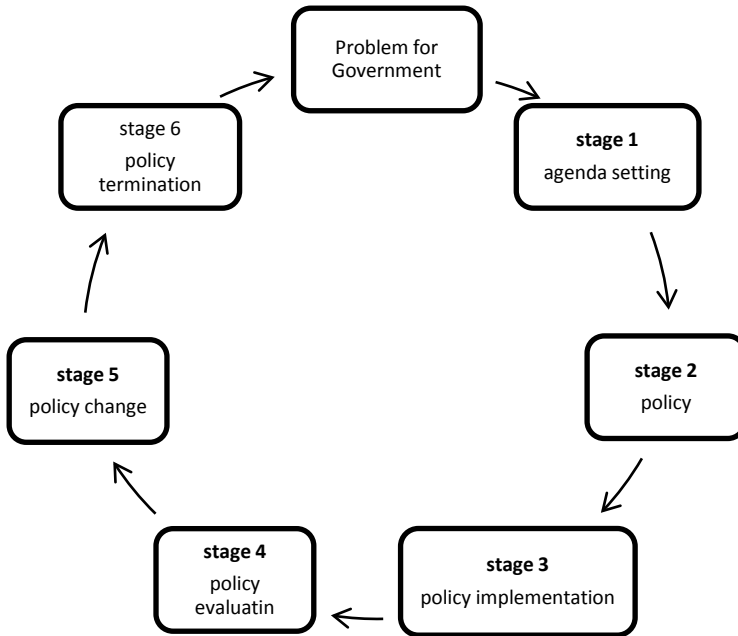 Problem for
Government
stage 1
agenda setting
stage 2
policy
stage 3
policy implementation
stage 4
policy
evaluatin
stage 5
policy change
stage 6
policy
termination